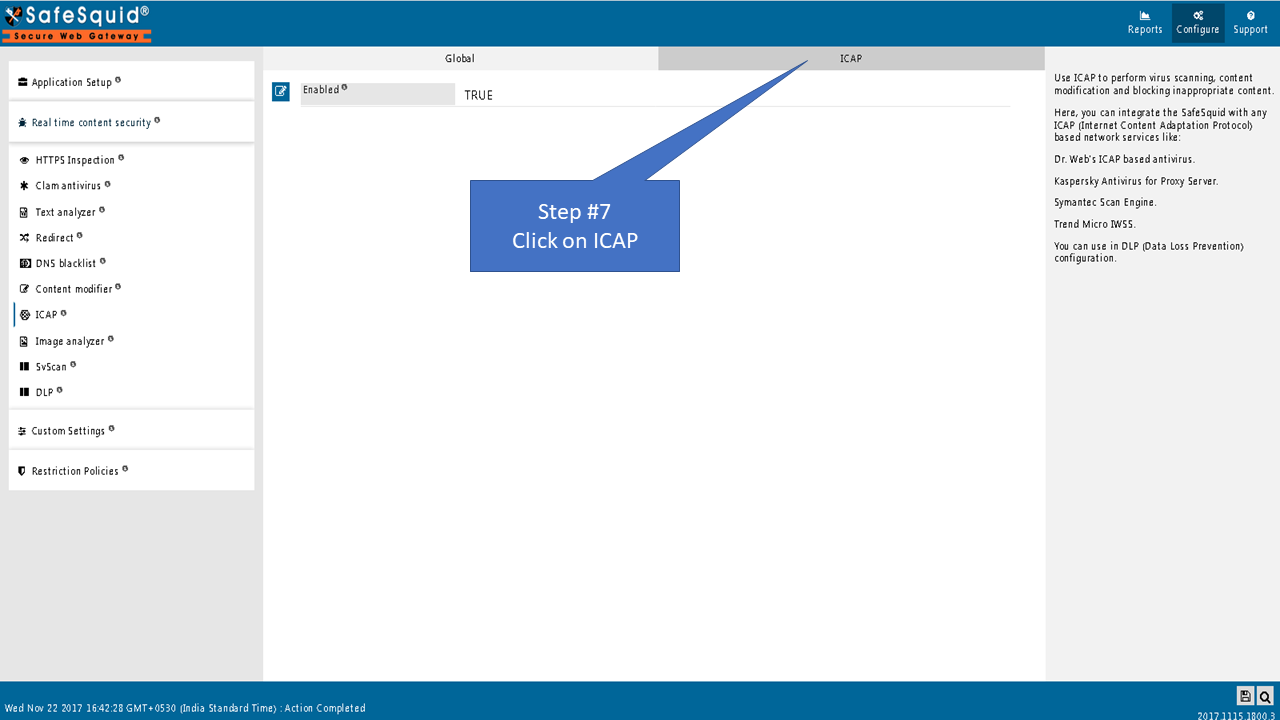 SafeSquid®
Secure Web Gateway
Reports
Configure
Support
Application Setup
Real time content security
HTTPS Inspection
Clam antivirus
Text analyzer
Redirect
DNS blacklist
Content modifier
ICAP
Image analyzer
SvScan
DLP
Custom Settings
Restriction Policies
Global
ICAP
Enabled
TRUE
Step #7
Click on ICAP
Use ICAP to perform virus scanning, content
modification and blocking inappropriate content.
Here, you can integrate the SafeSquid with any
ICAP (Internet Content Adaptation Protocol)
based network services like:
Dr. Web's ICAP based antivirus.
Kaspersky Antivirus for Proxy Server.
Symantec Scan Engine.
Trend Micro IWSS.
You can use in DLP (Data Loss Prevention)
configuration.
Wed Nov 22 2017 16:42:28 GMT+0530 (India Standard Time) : Action Completed
2017.1115.1800.3